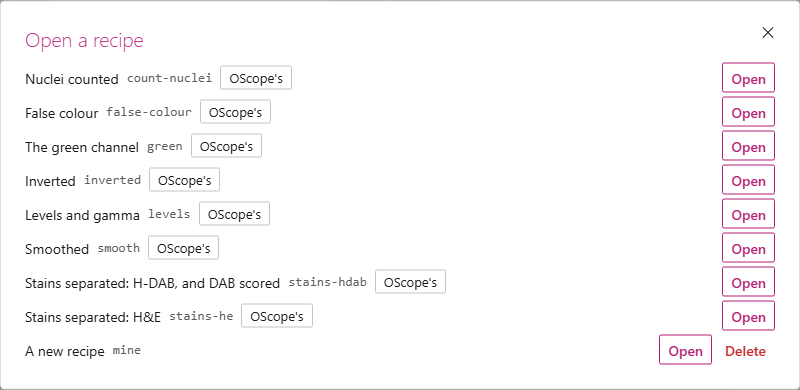 Open a recipe
Nuclei counted count-nuclei OScope's Open
False colour false-colour OScope's Open
The green channel green OScope's Open
Inverted inverted OScope's Open
Levels and gamma levels OScope's Open
Smoothed smooth OScope's Open
Stains separated: H-DAB, and DAB scored stains-hdab OScope's Open
Stains separated: H&E stains-he OScope's Open
A new recipe mine Open Delete